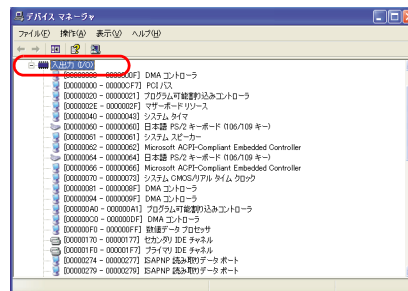 デバイス マネージャ
ファイル(F) 操作(A) 表示(V) ヘルプ(H)
入出力 (I/O)
[00000000 - 0000000F] DMA コントローラ
[00000000 - 00000CF7] PCI バス
[00000020 - 00000021] プログラム可能割り込みコントローラ
[0000002E - 0000002F] マザーボード リソース
[00000040 - 00000043] システム タイマ
[00000060 - 00000060] 日本語 PS/2 キーボード (106/109 キー)
[00000061 - 00000061] システム スピーカー
[00000062 - 00000062] Microsoft ACPI-Compliant Embedded Controller
[00000064 - 00000064] 日本語 PS/2 キーボード (106/109 キー)
[00000066 - 00000066] Microsoft ACPI-Compliant Embedded Controller
[00000070 - 00000073] システム CMOS/リアル タイム クロック
[00000081 - 0000008F] DMA コントローラ
[00000094 - 0000009F] DMA コントローラ
[000000A0 - 000000A1] プログラム可能割り込みコントローラ
[000000C0 - 000000DF] DMA コントローラ
[000000F0 - 000000FF] 数値データ プロセッサ
[00000170 - 00000177] セカンダリ IDE チャネル
[000001F0 - 000001F7] プライマリ IDE チャネル
[00000274 - 00000277] ISAPNP 読み取りデータ ポート
[00000279 - 00000279] ISAPNP 読み取りデータ ポート